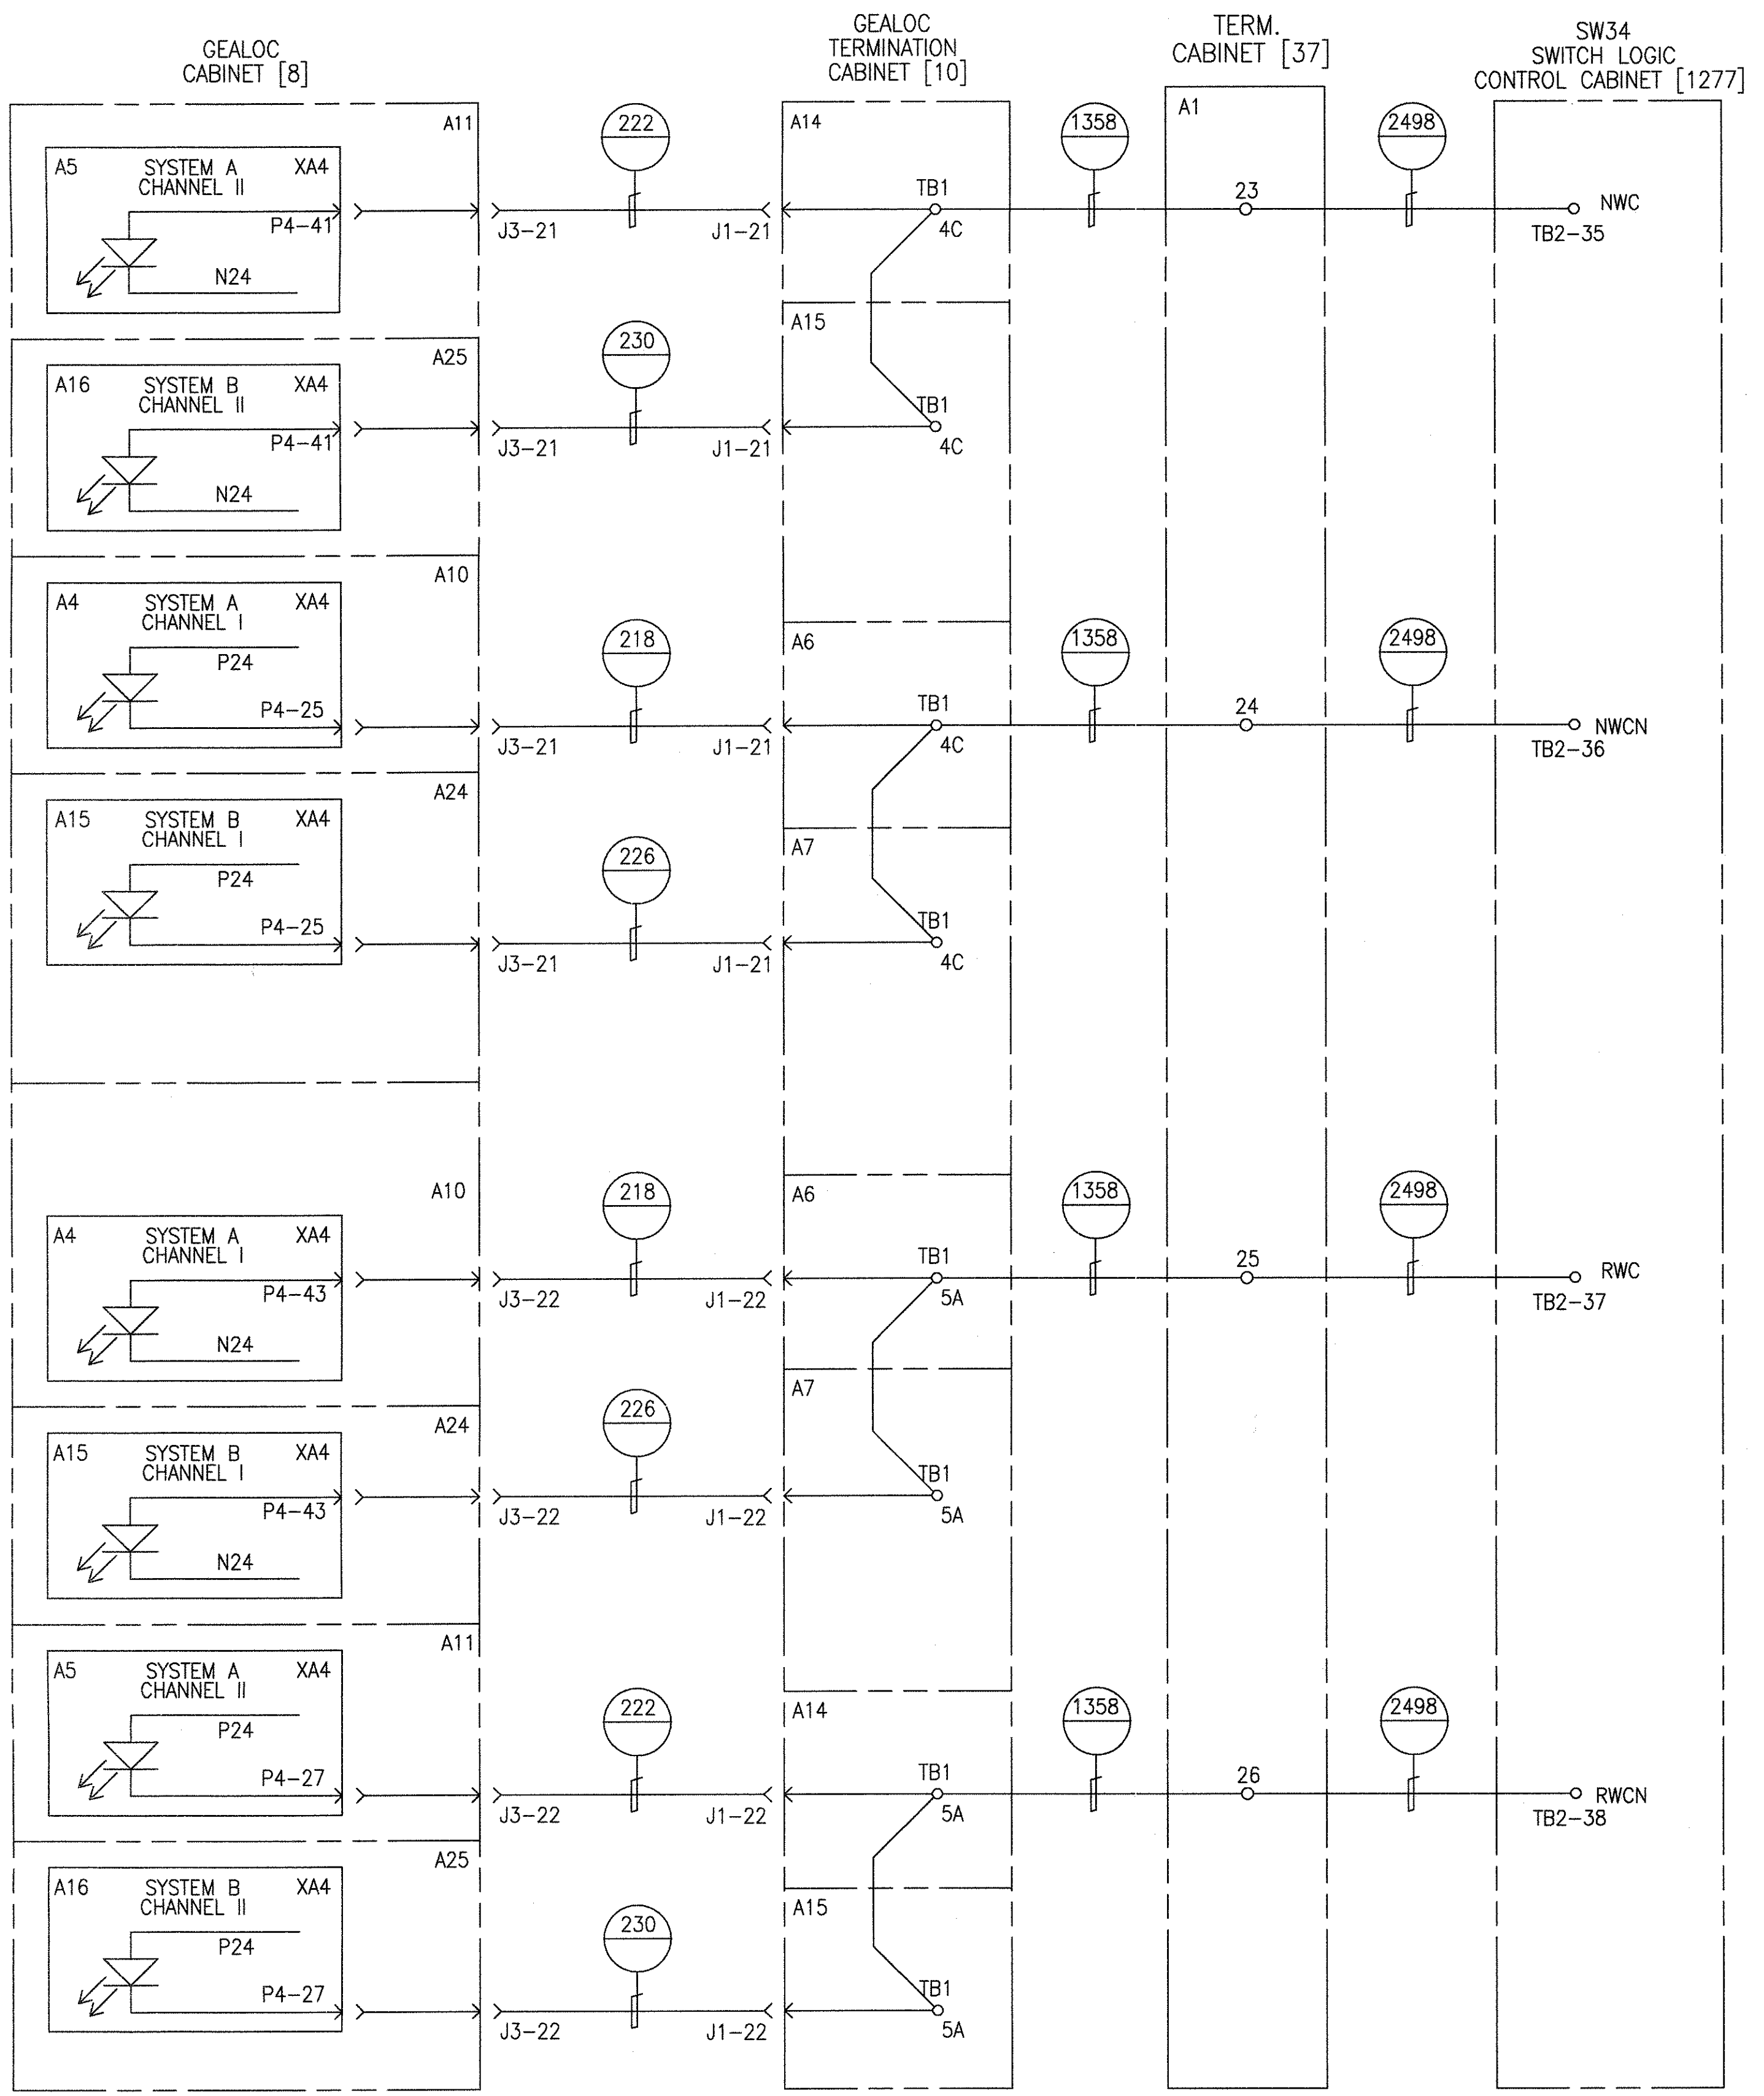 GEALOC
CABINET [8]
GEALOC
TERMINATION
CABINET [10]
TERM.
CABINET [37]
SW34
SWITCH LOGIC
CONTROL CABINET [1277]
A11
A5 SYSTEM A XA4
CHANNEL II
P4-41
N24
222
J3-21 J1-21
A14
TB1
4C
1358
A1
23
2498
NWC
TB2-35
A25
A16 SYSTEM B XA4
CHANNEL II
P4-41
N24
230
J3-21 J1-21
A15
TB1
4C
A10
A4 SYSTEM A XA4
CHANNEL I
P24
P4-25
218
J3-21 J1-21
A6
TB1
4C
1358
24
2498
NWCN
TB2-36
A24
A15 SYSTEM B XA4
CHANNEL I
P24
P4-25
226
J3-21 J1-21
A7
TB1
4C
A10
A4 SYSTEM A XA4
CHANNEL I
P4-43
N24
218
J3-22 J1-22
A6
TB1
5A
1358
25
2498
RWC
TB2-37
A24
A15 SYSTEM B XA4
CHANNEL I
P4-43
N24
226
J3-22 J1-22
A7
TB1
5A
A11
A5 SYSTEM A XA4
CHANNEL II
P24
P4-27
222
J3-22 J1-22
A14
TB1
5A
1358
26
2498
RWCN
TB2-38
A25
A16 SYSTEM B XA4
CHANNEL II
P24
P4-27
230
J3-22 J1-22
A15
TB1
5A